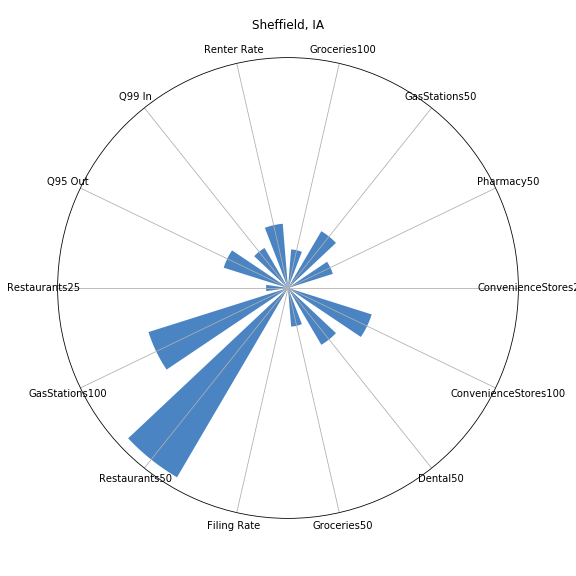 Sheffield, IA
Renter Rate
Groceries100
Q99 In
GasStations50
Q95 Out
Pharmacy50
Restaurants25
ConvenienceStores2
GasStations100
ConvenienceStores100
Restaurants50
Dental50
Filing Rate
Groceries50